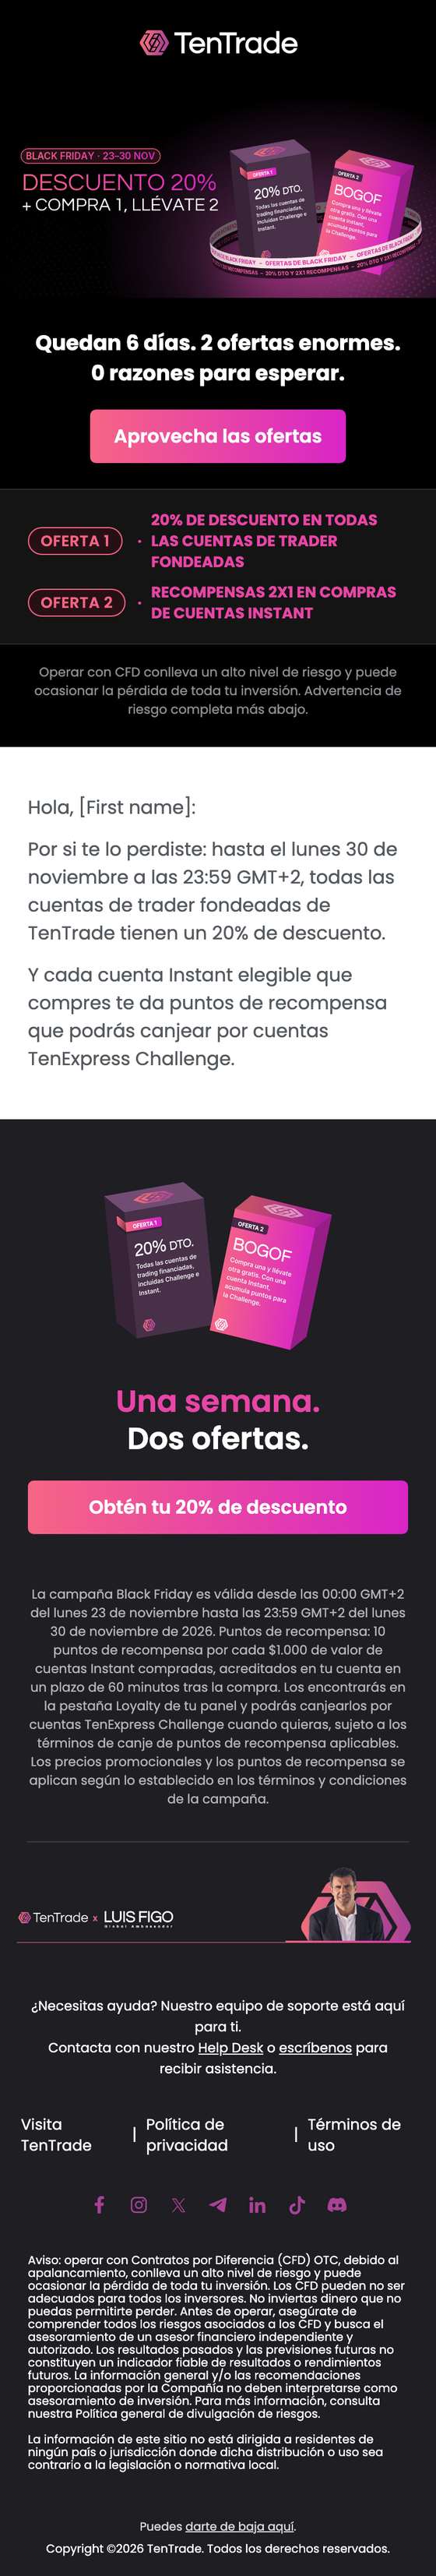 TenTrade
BLACK FRIDAY · 23-30 NOV
DESCUENTO 20%
+ COMPRA 1, LLÉVATE 2
OFERTA 1
20% DTO.
Todas las cuentas de
trading financiadas,
incluidas Challenge e
Instant.
OFERTA 2
BOGOF
Compra una y llévate
otra gratis. Con una
cuenta Instant,
acumula puntos para
la Challenge.
BLACK FRIDAY – OFERTAS DE BLACK FRIDAY – OFERTAS DE BLACK
RECOMPENSAS – 20% DTO Y 2X1 RECOMPENSAS – 20% DTO Y 2X1
Quedan 6 días. 2 ofertas enormes.
0 razones para esperar.
Aprovecha las ofertas
OFERTA 1 · 20% DE DESCUENTO EN TODAS
LAS CUENTAS DE TRADER
FONDEADAS
OFERTA 2 · RECOMPENSAS 2X1 EN COMPRAS
DE CUENTAS INSTANT
Operar con CFD conlleva un alto nivel de riesgo y puede
ocasionar la pérdida de toda tu inversión. Advertencia de
riesgo completa más abajo.
Hola, [First name]:
Por si te lo perdiste: hasta el lunes 30 de
noviembre a las 23:59 GMT+2, todas las
cuentas de trader fondeadas de
TenTrade tienen un 20% de descuento.
Y cada cuenta Instant elegible que
compres te da puntos de recompensa
que podrás canjear por cuentas
TenExpress Challenge.
OFERTA 1
20% DTO.
Todas las cuentas de
trading financiadas,
incluidas Challenge e
Instant.
OFERTA 2
BOGOF
Compra una y llévate
otra gratis. Con una
cuenta Instant,
acumula puntos para
la Challenge.
Una semana.
Dos ofertas.
Obtén tu 20% de descuento
La campaña Black Friday es válida desde las 00:00 GMT+2
del lunes 23 de noviembre hasta las 23:59 GMT+2 del lunes
30 de noviembre de 2026. Puntos de recompensa: 10
puntos de recompensa por cada $1.000 de valor de
cuentas Instant compradas, acreditados en tu cuenta en
un plazo de 60 minutos tras la compra. Los encontrarás en
la pestaña Loyalty de tu panel y podrás canjearlos por
cuentas TenExpress Challenge cuando quieras, sujeto a los
términos de canje de puntos de recompensa aplicables.
Los precios promocionales y los puntos de recompensa se
aplican según lo establecido en los términos y condiciones
de la campaña.
TenTrade x LUIS FIGO
Global Ambassador
¿Necesitas ayuda? Nuestro equipo de soporte está aquí
para ti.
Contacta con nuestro Help Desk o escríbenos para
recibir asistencia.
Visita
TenTrade
| Política de
privacidad
| Términos de
uso
Aviso: operar con Contratos por Diferencia (CFD) OTC, debido al
apalancamiento, conlleva un alto nivel de riesgo y puede
ocasionar la pérdida de toda tu inversión. Los CFD pueden no ser
adecuados para todos los inversores. No inviertas dinero que no
puedas permitirte perder. Antes de operar, asegúrate de
comprender todos los riesgos asociados a los CFD y busca el
asesoramiento de un asesor financiero independiente y
autorizado. Los resultados pasados y las previsiones futuras no
constituyen un indicador fiable de resultados o rendimientos
futuros. La información general y/o las recomendaciones
proporcionadas por la Compañía no deben interpretarse como
asesoramiento de inversión. Para más información, consulta
nuestra Política general de divulgación de riesgos.
La información de este sitio no está dirigida a residentes de
ningún país o jurisdicción donde dicha distribución o uso sea
contrario a la legislación o normativa local.
Puedes darte de baja aquí.
Copyright ©2026 TenTrade. Todos los derechos reservados.